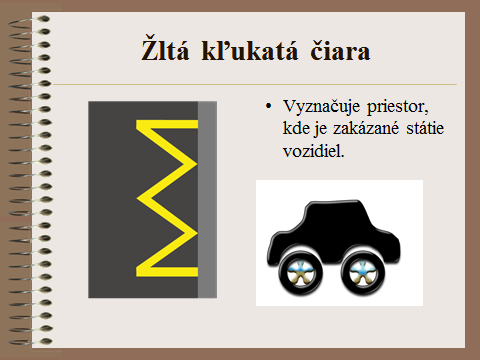 Žltá kľukatá čiara
• Vyznačuje priestor,
kde je zakázané státie
vozidiel.